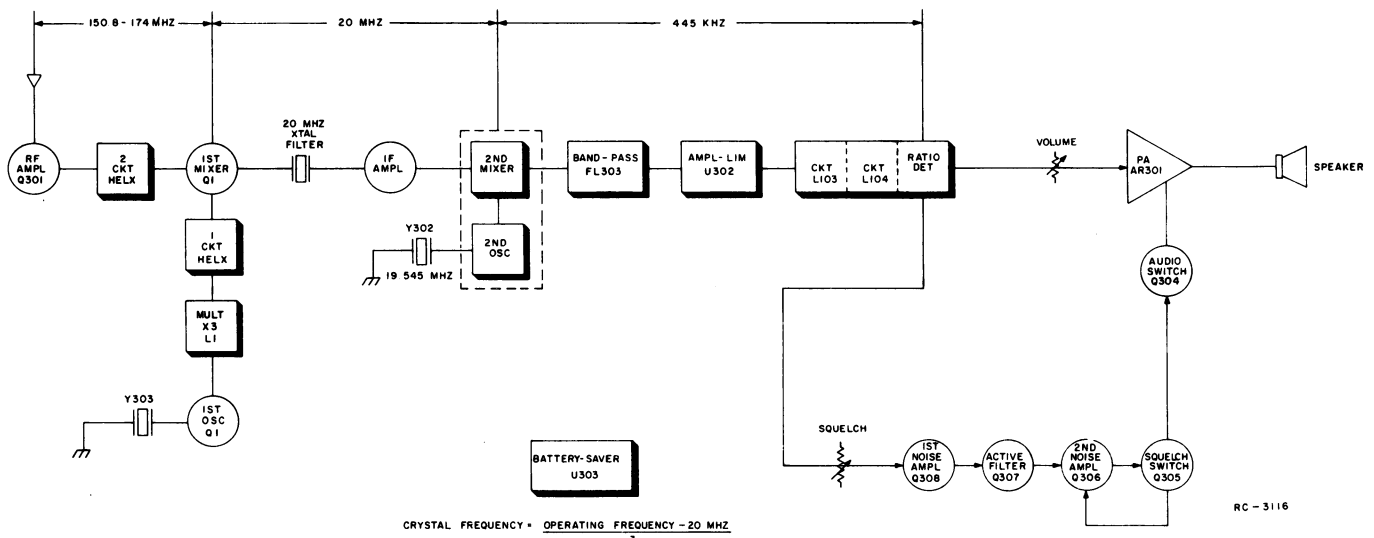 150.8-174 MHZ
20 MHZ
445 KHZ
RF
AMPL
Q301
2
CKT
HELX
1ST
MIXER
Q1
20 MHZ
XTAL
FILTER
IF
AMPL
2ND
MIXER
BAND-PASS
FL303
AMPL-LIM
U302
CKT
L103
CKT
L104
RATIO
DET
VOLUME
PA
AR301
SPEAKER
1
CKT
HELX
Y302
19 545 MHZ
2ND
OSC
AUDIO
SWITCH
Q304
MULT
X3
L1
Y303
1ST
OSC
Q1
BATTERY-SAVER
U303
SQUELCH
1ST
NOISE
AMPL
Q308
ACTIVE
FILTER
Q307
2ND
NOISE
AMPL
Q306
SQUELCH
SWITCH
Q305
RC-3116
CRYSTAL FREQUENCY = OPERATING FREQUENCY - 20 MHZ